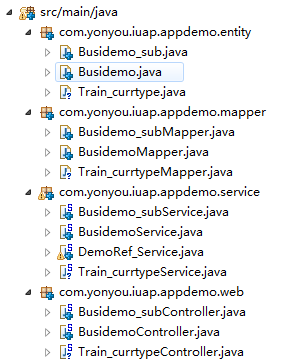 src/main/java
com.yonyou.iuap.appdemo.entity
Busidemo_sub.java
Busidemo.java
Train_currtype.java
com.yonyou.iuap.appdemo.mapper
Busidemo_subMapper.java
BusidemoMapper.java
Train_currtypeMapper.java
com.yonyou.iuap.appdemo.service
Busidemo_subService.java
BusidemoService.java
DemoRef_Service.java
Train_currtypeService.java
com.yonyou.iuap.appdemo.web
Busidemo_subController.java
BusidemoController.java
Train_currtypeController.java